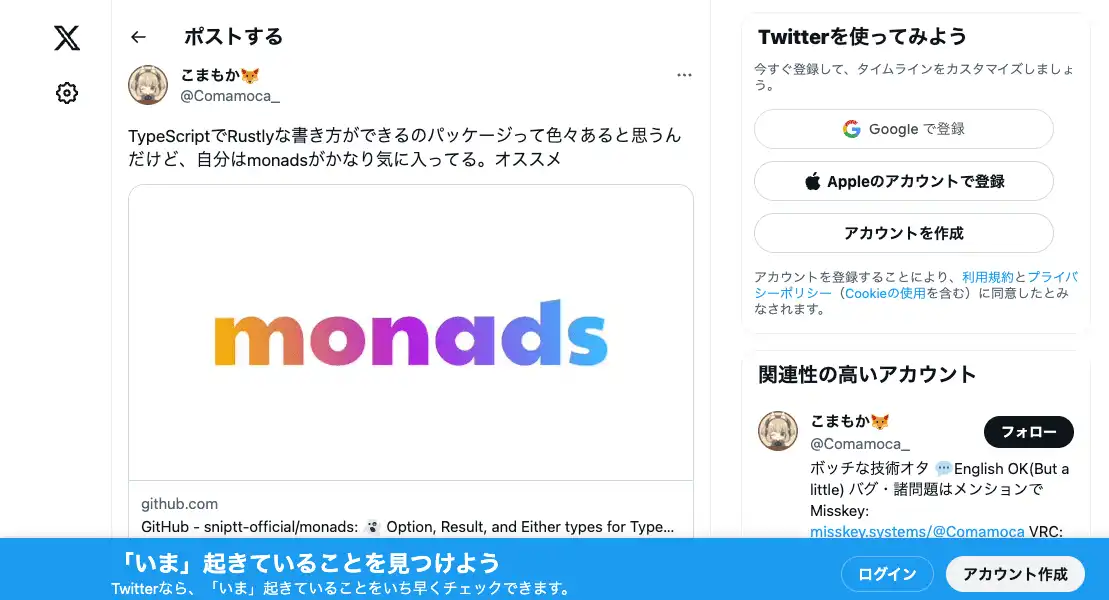 ポストする
こまもか🦊
@Comamoca_
TypeScriptでRustlyな書き方ができるのパッケージって色々あると思うん
だけど、自分はmonadsがかなり気に入ってる。オススメ
monads
github.com
GitHub - sniptt-official/monads: 👻 Option, Result, and Either types for Type...
Twitterを使ってみよう
今すぐ登録して、タイムラインをカスタマイズしましょ
う。
Google で登録
Appleのアカウントで登録
アカウントを作成
アカウントを登録することにより、利用規約とプライバ
シーポリシー（Cookieの使用を含む）に同意したとみ
なされます。
関連性の高いアカウント
こまもか🦊
@Comamoca_
フォロー
ボッチな技術オタ 💬English OK(But a
little) バグ・諸問題はメンションで
Misskey:
misskey.systems/@Comamoca VRC:
「いま」起きていることを見つけよう
Twitterなら、「いま」起きていることをいち早くチェックできます。
ログイン
アカウント作成